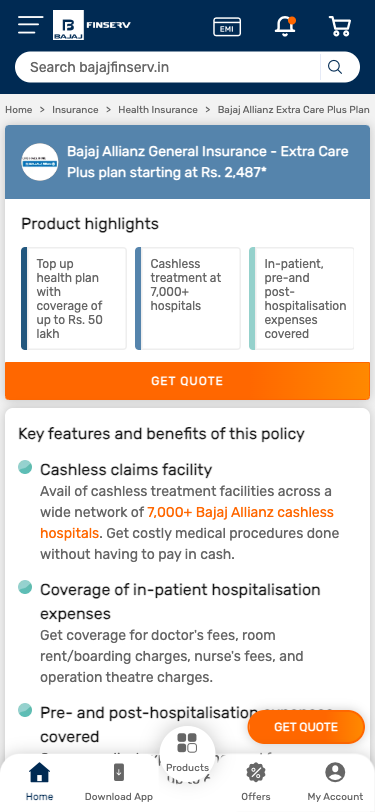 BAJAJ
FINSERV
EMI
Search bajajfinserv.in
Home > Insurance > Health Insurance > Bajaj Allianz Extra Care Plus Plan
Bajaj Allianz General Insurance - Extra Care
Plus plan starting at Rs. 2,487*
Product highlights
Top up
health plan
with
coverage of
up to Rs. 50
lakh
Cashless
treatment at
7,000+
hospitals
In-patient,
pre-and
post-
hospitalisation
expenses
covered
GET QUOTE
Key features and benefits of this policy
Cashless claims facility
Avail of cashless treatment facilities across a
wide network of 7,000+ Bajaj Allianz cashless
hospitals. Get costly medical procedures done
without having to pay in cash.
Coverage of in-patient hospitalisation
expenses
Get coverage for doctor's fees, room
rent/boarding charges, nurse's fees, and
operation theatre charges.
Pre- and post-hospitalisation expenses
covered
GET QUOTE
Home
Download App
Products
Offers
My Account